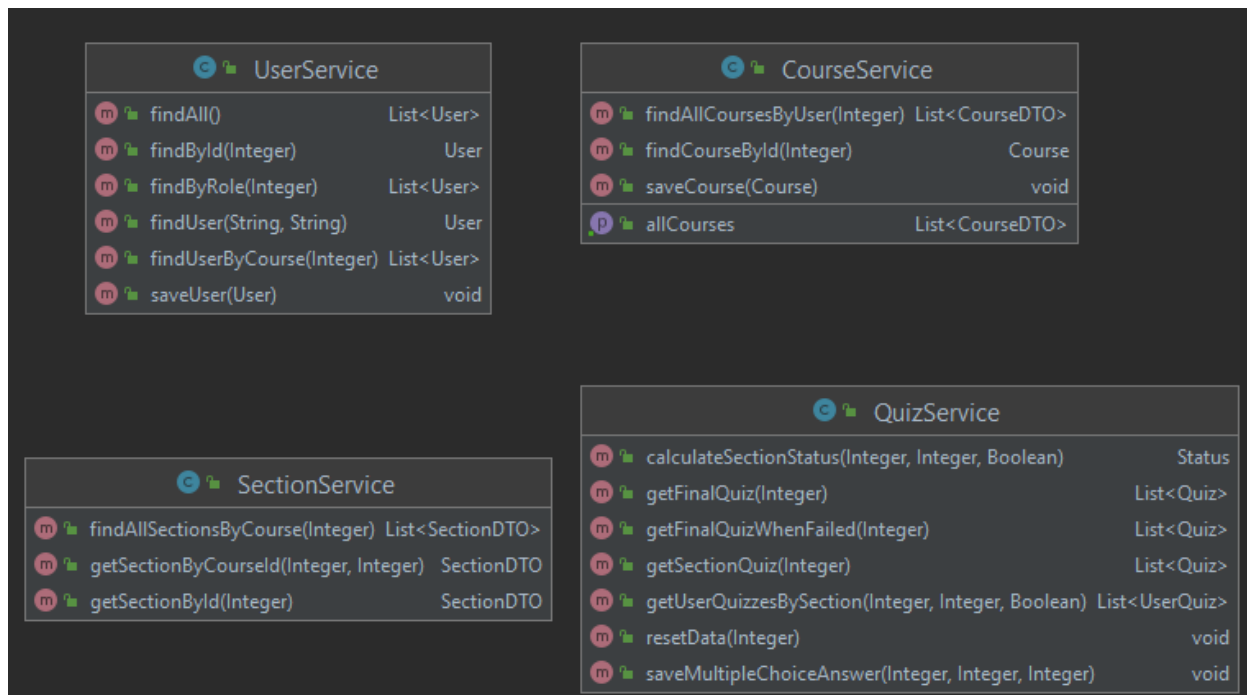 UserService
findAll() List<User>
findById(Integer) User
findByRole(Integer) List<User>
findUser(String, String) User
findUserByCourse(Integer) List<User>
saveUser(User) void
CourseService
findAllCoursesByUser(Integer) List<CourseDTO>
findCourseById(Integer) Course
saveCourse(Course) void
allCourses List<CourseDTO>
SectionService
findAllSectionsByCourse(Integer) List<SectionDTO>
getSectionByCourseId(Integer, Integer) SectionDTO
getSectionById(Integer) SectionDTO
QuizService
calculateSectionStatus(Integer, Integer, Boolean) Status
getFinalQuiz(Integer) List<Quiz>
getFinalQuizWhenFailed(Integer) List<Quiz>
getSectionQuiz(Integer) List<Quiz>
getUserQuizzesBySection(Integer, Integer, Boolean) List<UserQuiz>
resetData(Integer) void
saveMultipleChoiceAnswer(Integer, Integer, Integer) void